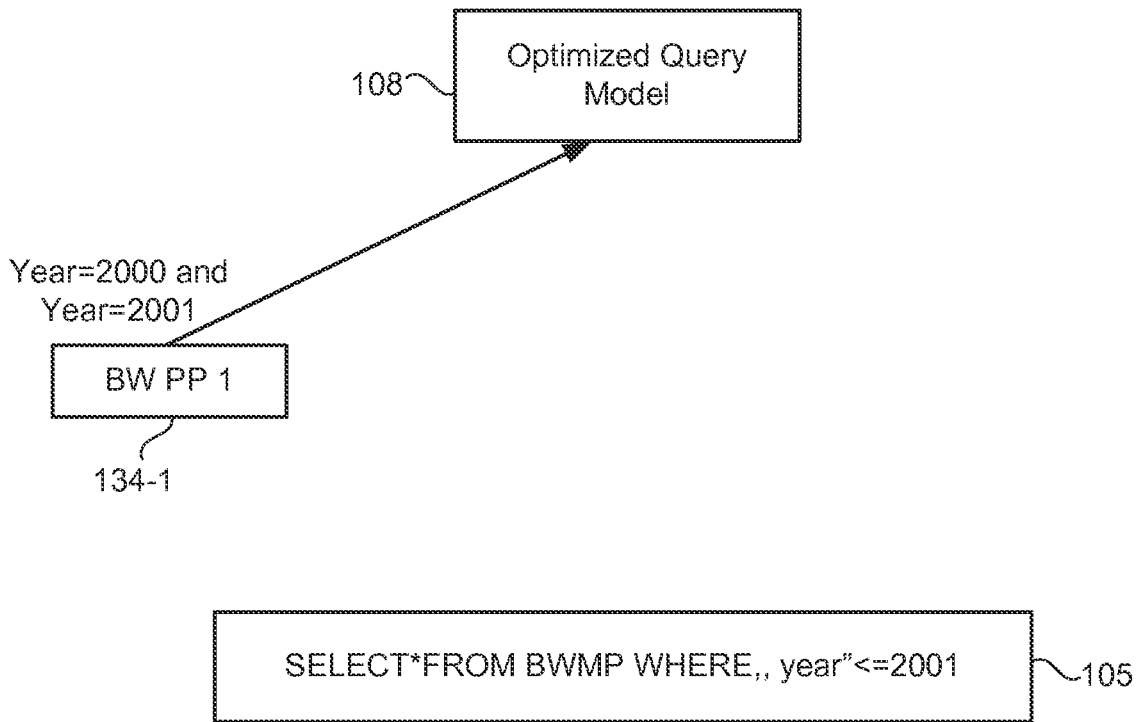 Optimized Query
Model
108
Year=2000 and
Year=2001
BW PP 1
134-1
SELECT*FROM BWMP WHERE,, year”<=2001
105